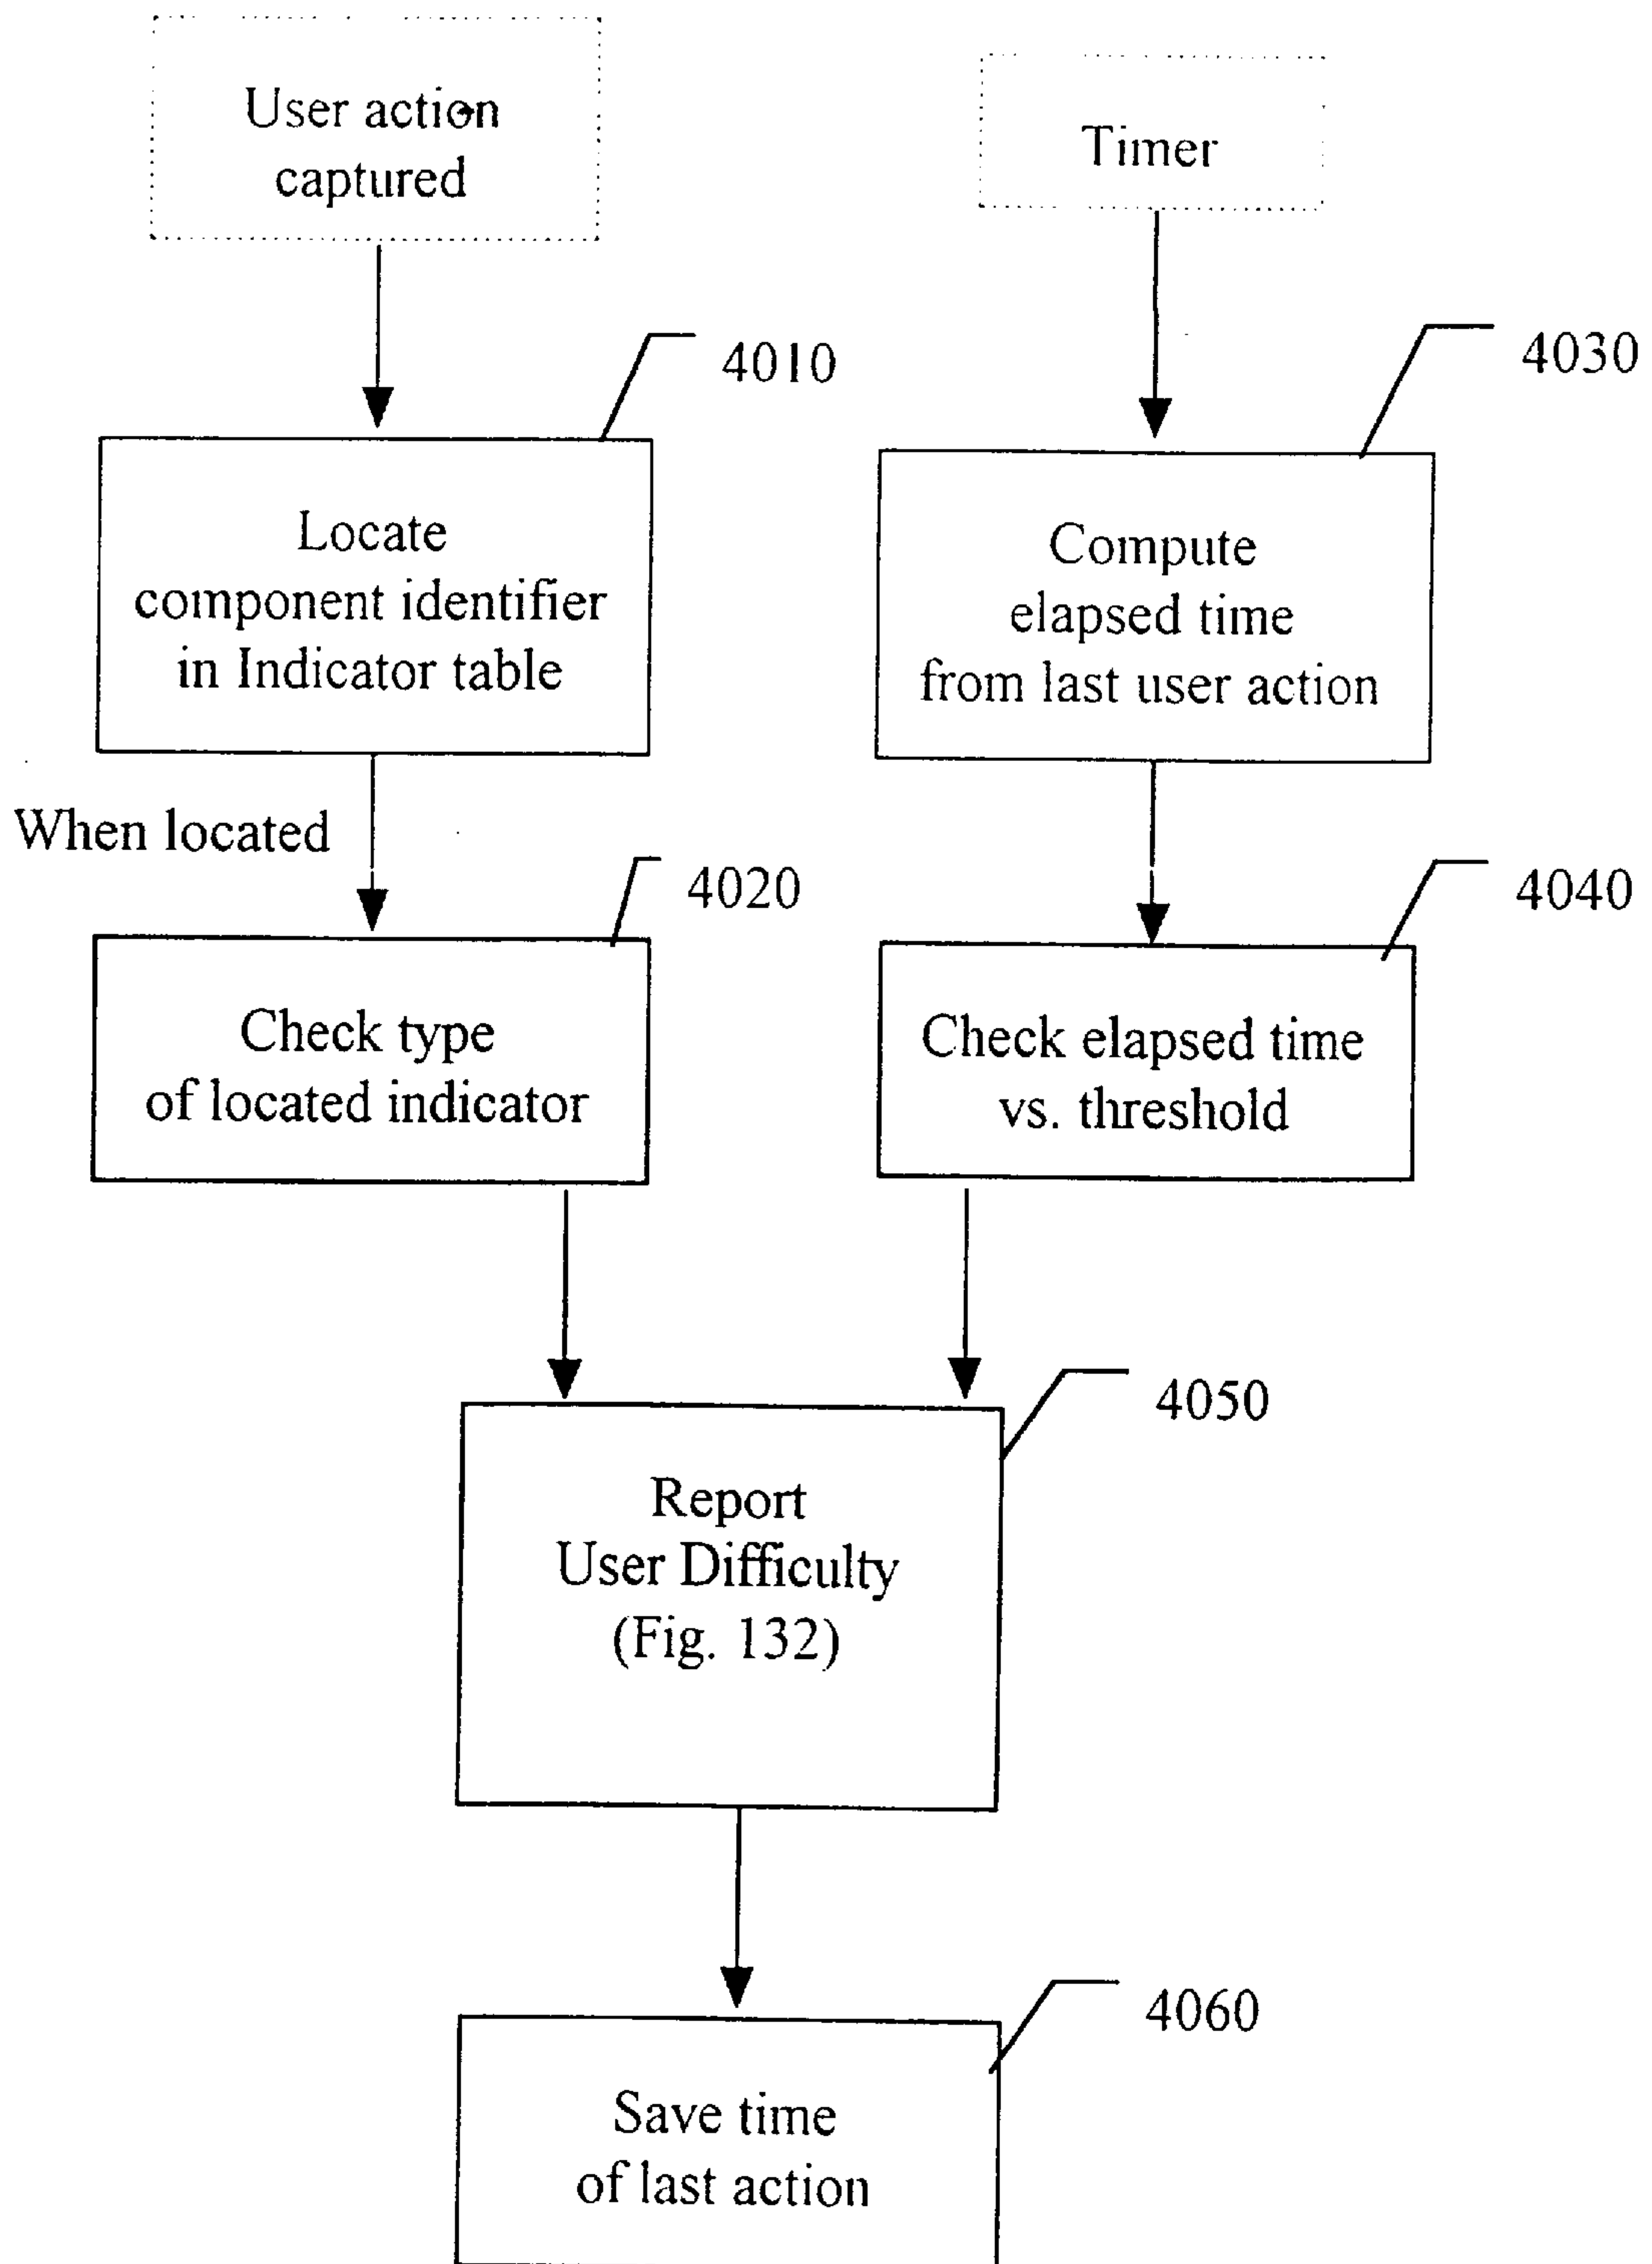 User action
captured
Timer
4010
4030
Locate
component identifier
in Indicator table
Compute
elapsed time
from last user action
When located
4020
4040
Check type
of located indicator
Check elapsed time
vs. threshold
4050
Report
User Difficulty
(Fig. 132)
4060
Save time
of last action